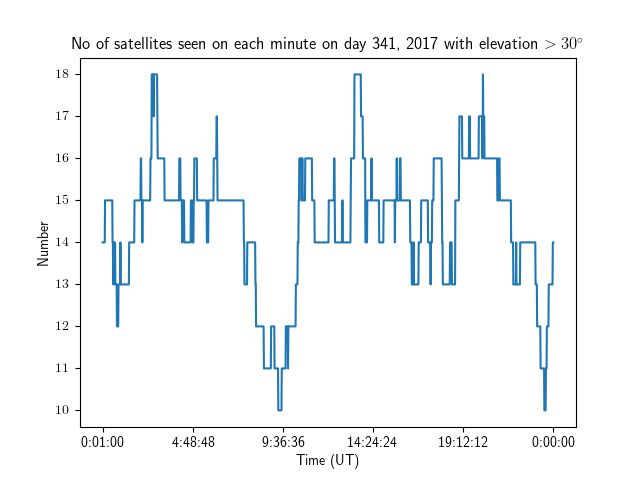 No of satellites seen on each minute on day 341, 2017 with elevation > 30°
18
17
16
15
14
13
12
11
10
Number
0:01:00 4:48:48 9:36:36 14:24:24 19:12:12 0:00:00
Time (UT)